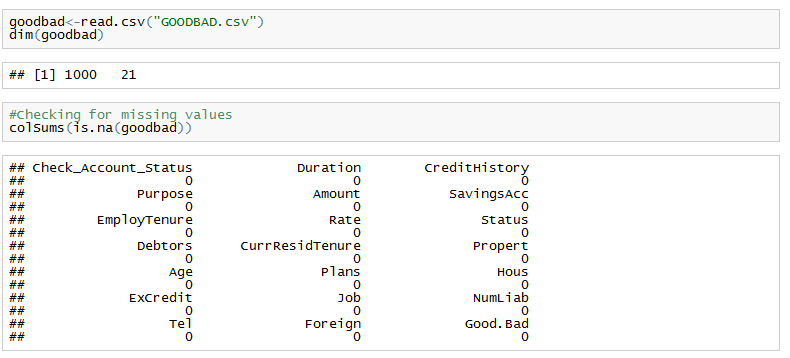 goodbad<-read.csv("GOODBAD.csv")
dim(goodbad)
## [1] 1000   21
#Checking for missing values
colSums(is.na(goodbad))
## Check_Account_Status             Duration        CreditHistory
##                    0                    0                    0
##              Purpose               Amount           SavingsAcc
##                    0                    0                    0
##         EmployTenure                 Rate               Status
##                    0                    0                    0
##              Debtors      CurrResidTenure              Propert
##                    0                    0                    0
##                  Age                Plans                 Hous
##                    0                    0                    0
##             ExCredit                  Job              NumLiab
##                    0                    0                    0
##                  Tel              Foreign             Good.Bad
##                    0                    0                    0